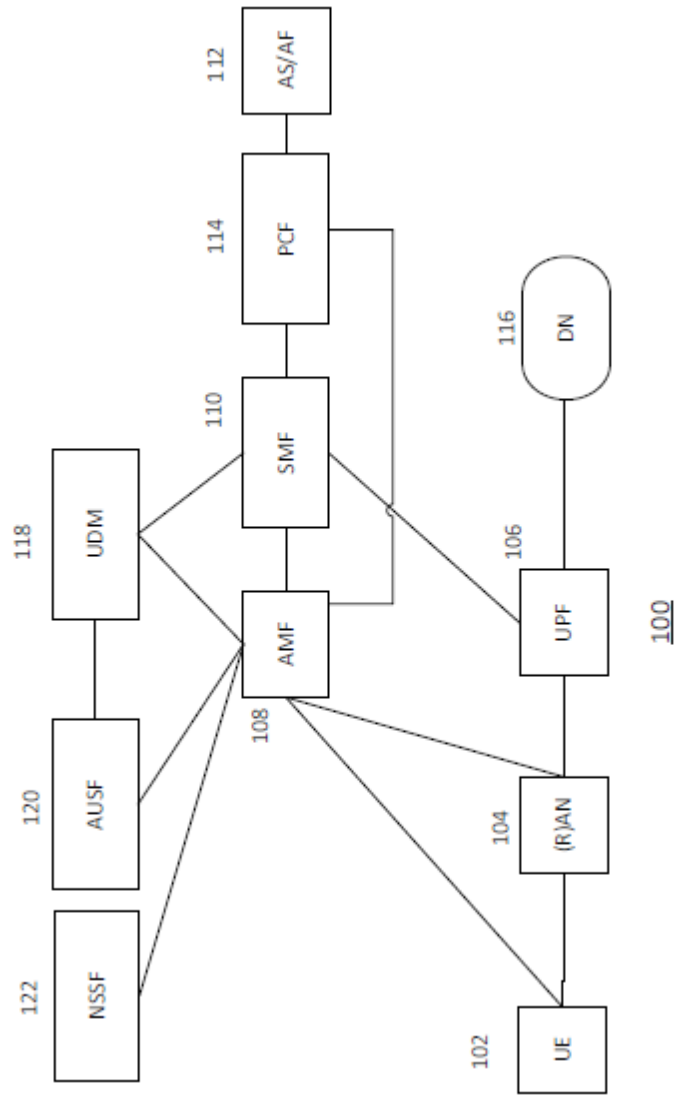 122
NSSF
120
AUSF
118
UDM
108
AMF
110
SMF
114
PCF
112
AS/AF
102
UE
104
(R)AN
106
UPF
116
DN
100